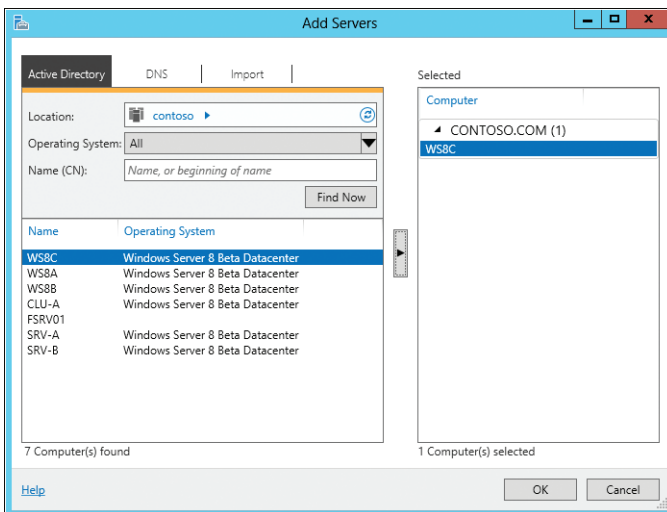 Add Servers
Active Directory
DNS
Import
Location:
contoso
Operating System:
All
Name (CN):
Name, or beginning of name
Find Now
Name Operating System
WS8C Windows Server 8 Beta Datacenter
WS8A Windows Server 8 Beta Datacenter
WS8B Windows Server 8 Beta Datacenter
CLU-A Windows Server 8 Beta Datacenter
FSRV01
SRV-A Windows Server 8 Beta Datacenter
SRV-B Windows Server 8 Beta Datacenter
7 Computer(s) found
Selected
Computer
CONTOSO.COM (1)
WS8C
1 Computer(s) selected
Help
OK
Cancel